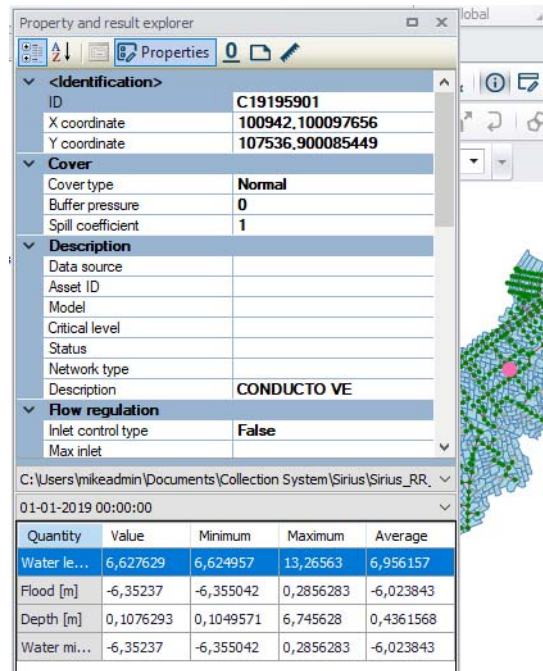 Property and result explorer
lobal
Properties 0
<Identification>
ID C19195901
X coordinate 100942,100097656
Y coordinate 107536,900085449
Cover
Cover type Normal
Buffer pressure 0
Spill coefficient 1
Description
Data source
Asset ID
Model
Critical level
Status
Network type
Description CONDUCTO VE
Flow regulation
Inlet control type False
Max inlet
C:\Users\mikeadmin\Documents\Collection System\Sirius\Sirius_RR_
01-01-2019 00:00:00
Quantity Value Minimum Maximum Average
Water le... 6,627629 6,624957 13,26563 6,956157
Flood [m] -6,35237 -6,355042 0,2856283 -6,023843
Depth [m] 0,1076293 0,1049571 6,745628 0,4361568
Water mi... -6,35237 -6,355042 0,2856283 -6,023843